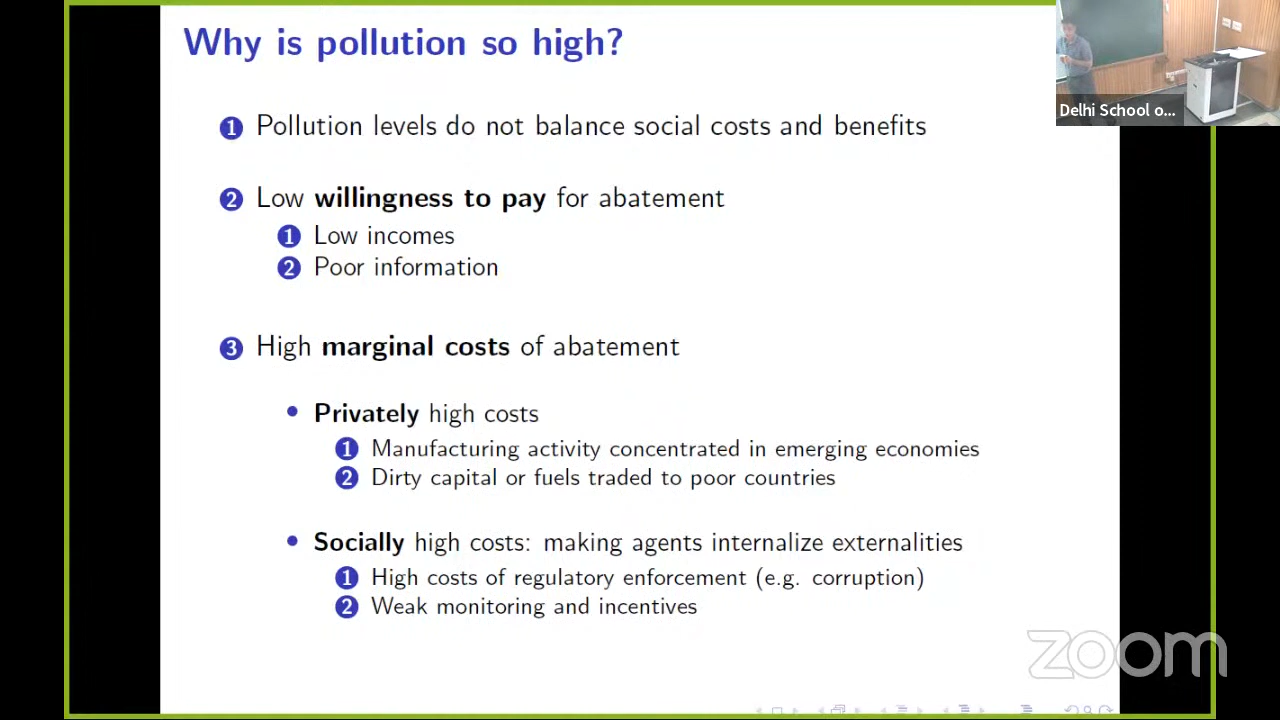 Why is pollution so high?
1 Pollution levels do not balance social costs and benefits
2 Low willingness to pay for abatement
1 Low incomes
2 Poor information
3 High marginal costs of abatement
• Privately high costs
1 Manufacturing activity concentrated in emerging economies
2 Dirty capital or fuels traded to poor countries
• Socially high costs: making agents internalize externalities
1 High costs of regulatory enforcement (e.g. corruption)
2 Weak monitoring and incentives
Delhi School o...
zoom